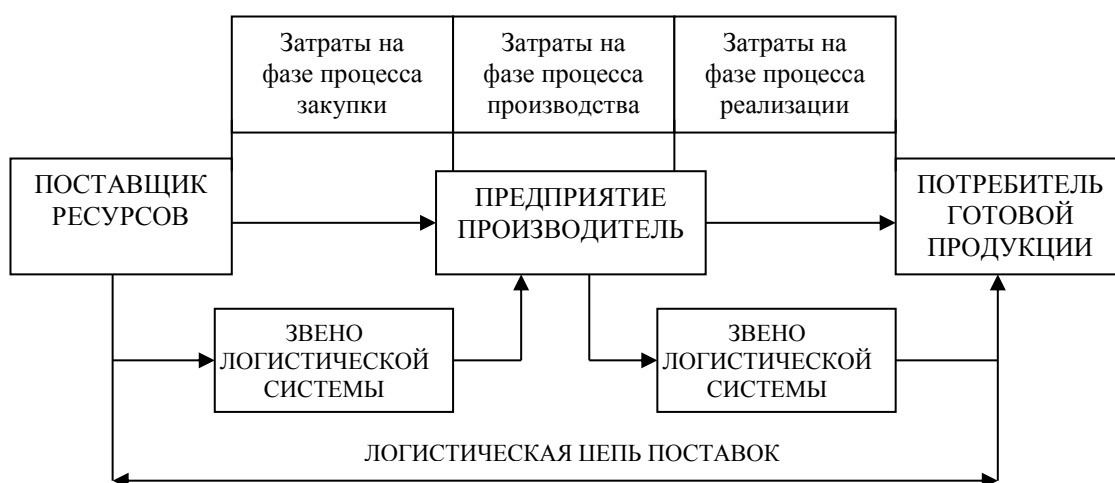 Затраты на
фазе процесса
закупки
Затраты на
фазе процесса
производства
Затраты на
фазе процесса
реализации
ПОСТАВЩИК
РЕСУРСОВ
ПРЕДПРИЯТИЕ
ПРОИЗВОДИТЕЛЬ
ПОТРЕБИТЕЛЬ
ГОТОВОЙ
ПРОДУКЦИИ
ЗВЕНО
ЛОГИСТИЧЕСКОЙ
СИСТЕМЫ
ЗВЕНО
ЛОГИСТИЧЕСКОЙ
СИСТЕМЫ
ЛОГИСТИЧЕСКАЯ ЦЕПЬ ПОСТАВОК